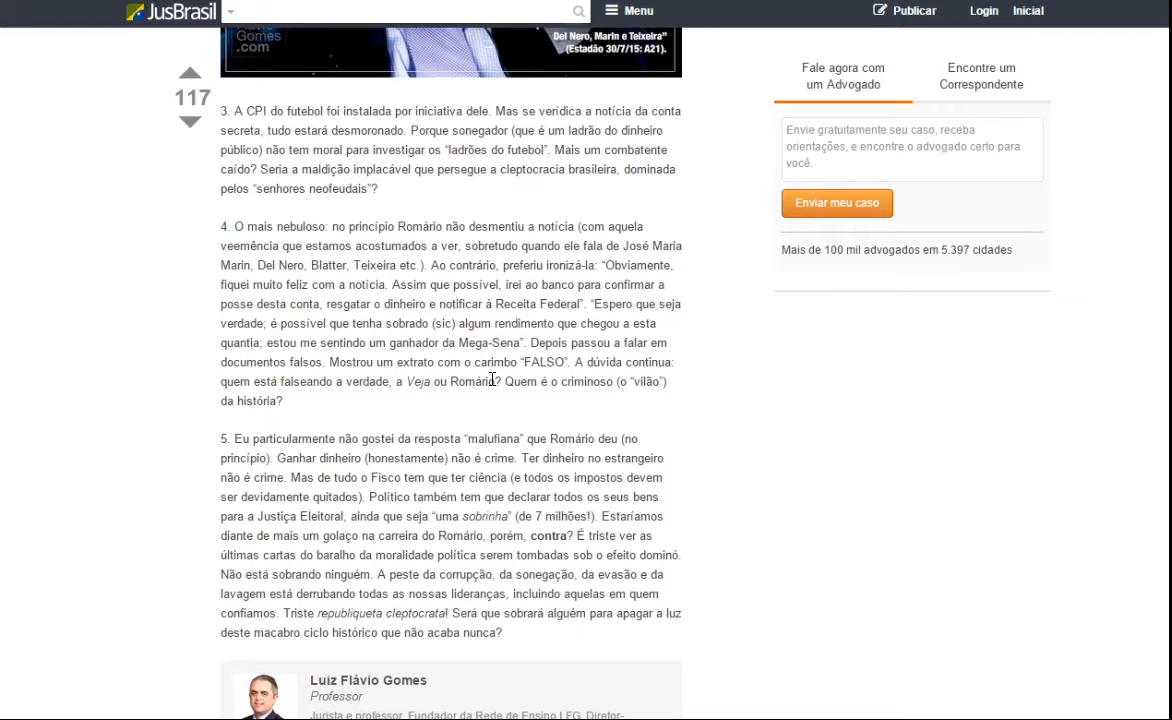 JusBrasil
Menu
Publicar
Login
Inicial
Gomes
.com
Del Nero, Marin e Teixeira"
(Estadão 30/7/15: A21).
117
3. A CPI do futebol foi instalada por iniciativa dele. Mas se verídica a notícia da conta
secreta, tudo estará desmoronado. Porque sonegador (que é um ladrão do dinheiro
público) não tem moral para investigar os “ladrões do futebol”. Mais um combatente
caído? Seria a maldição implacável que persegue a cleptocracia brasileira, dominada
pelos “senhores neofeudais”?
4. O mais nebuloso: no princípio Romário não desmentiu a notícia (com aquela
veemência que estamos acostumados a ver, sobretudo quando ele fala de José Maria
Marin, Del Nero, Blatter, Teixeira etc.). Ao contrário, preferiu ironizá-la: “Obviamente,
fiquei muito feliz com a notícia. Assim que possível, irei ao banco para confirmar a
posse desta conta, resgatar o dinheiro e notificar à Receita Federal”. “Espero que seja
verdade; é possível que tenha sobrado (sic) algum rendimento que chegou a esta
quantia; estou me sentindo um ganhador da Mega-Sena”. Depois passou a falar em
documentos falsos. Mostrou um extrato com o carimbo “FALSO”. A dúvida continua:
quem está falseando a verdade, a Veja ou Romário? Quem é o criminoso (o “vilão”)
da história?
5. Eu particularmente não gostei da resposta “malufiana” que Romário deu (no
princípio). Ganhar dinheiro (honestamente) não é crime. Ter dinheiro no estrangeiro
não é crime. Mas de tudo o Fisco tem que ter ciência (e todos os impostos devem
ser devidamente quitados). Político também tem que declarar todos os seus bens
para a Justiça Eleitoral, ainda que seja “uma sobrinha” (de 7 milhões!). Estaríamos
diante de mais um golaço na carreira do Romário, porém, contra? É triste ver as
últimas cartas do baralho da moralidade política serem tombadas sob o efeito dominó.
Não está sobrando ninguém. A peste da corrupção, da sonegação, da evasão e da
lavagem está derrubando todas as nossas lideranças, incluindo aquelas em quem
confiamos. Triste republiqueta cleptocrata! Será que sobrará alguém para apagar a luz
deste macabro ciclo histórico que não acaba nunca?
Luiz Flávio Gomes
Professor
Jurista e professor. Fundador da Rede de Ensino LFG. Diretor-
Fale agora com
um Advogado
Encontre um
Correspondente
Envie gratuitamente seu caso, receba
orientações, e encontre o advogado certo para
você.
Enviar meu caso
Mais de 100 mil advogados em 5.397 cidades